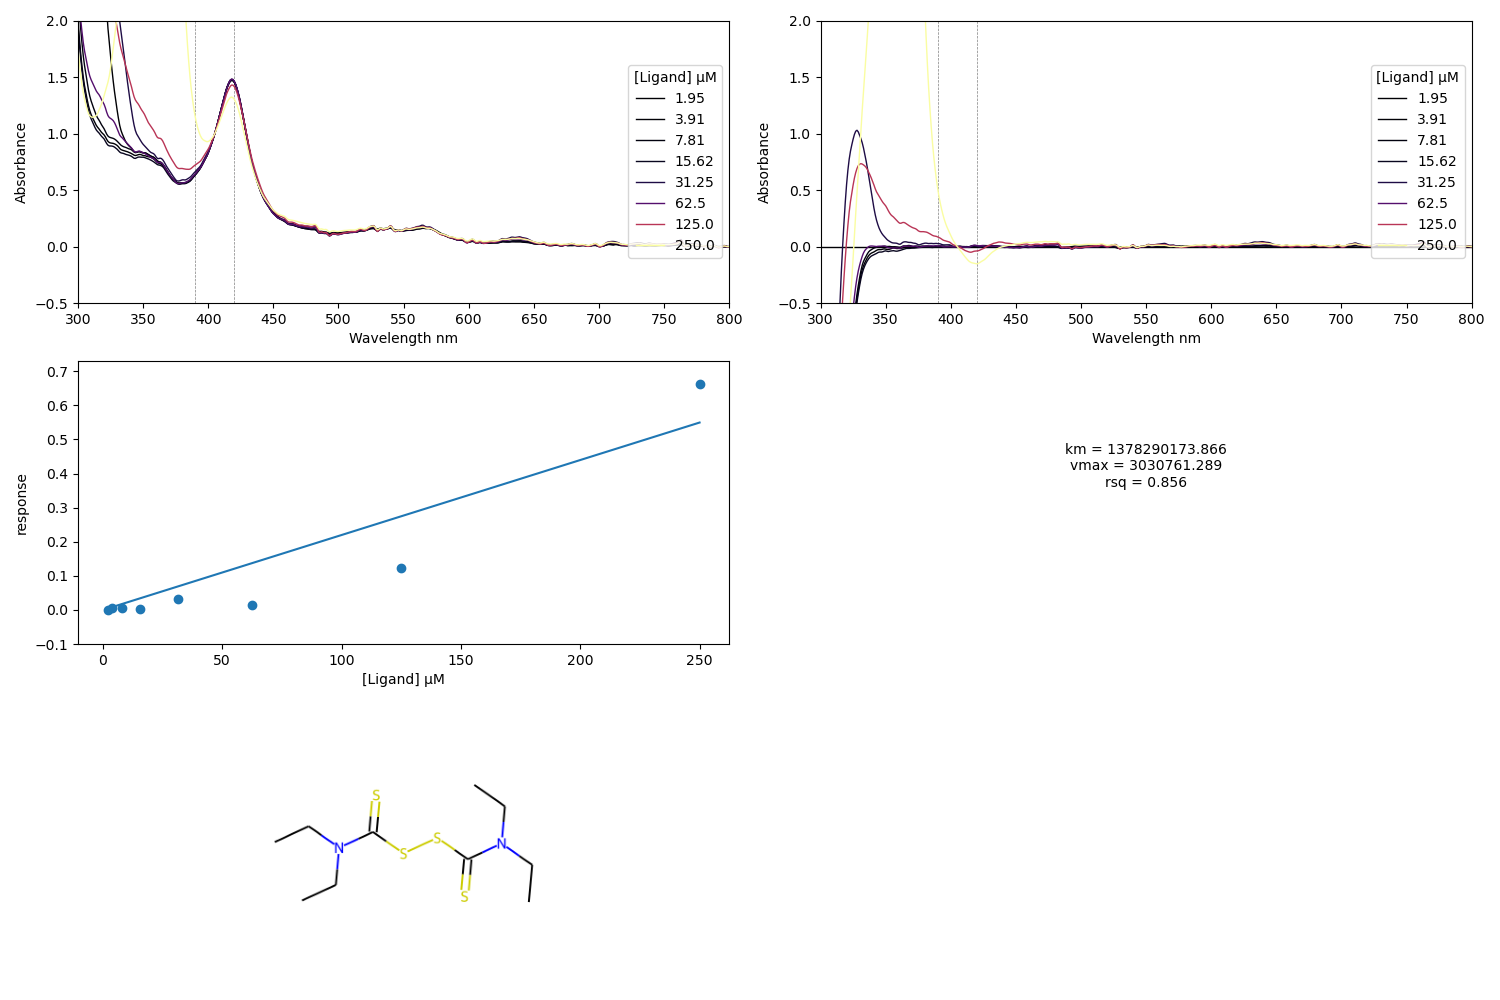 2.0
1.5
1.0
0.5
0.0
−0.5
Absorbance
300 350 400 450 500 550 600 650 700 750 800
Wavelength nm
[Ligand] µM
1.95
3.91
7.81
15.62
31.25
62.5
125.0
250.0
2.0
1.5
1.0
0.5
0.0
−0.5
Absorbance
300 350 400 450 500 550 600 650 700 750 800
Wavelength nm
[Ligand] µM
1.95
3.91
7.81
15.62
31.25
62.5
125.0
250.0
0.7
0.6
0.5
0.4
0.3
0.2
0.1
0.0
−0.1
response
0 50 100 150 200 250
[Ligand] µM
km = 1378290173.866
vmax = 3030761.289
rsq = 0.856
S
N
S
S
N
S